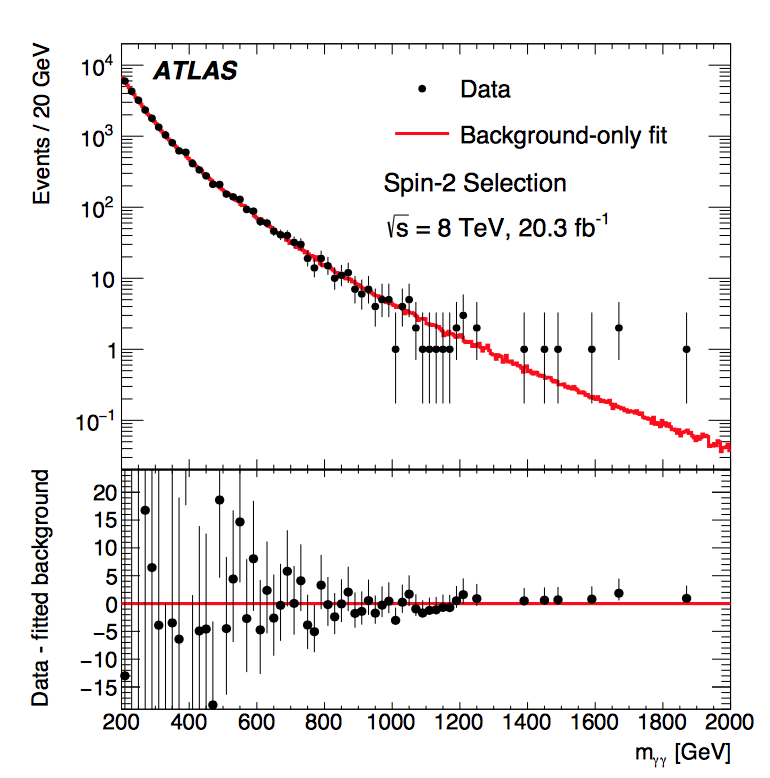 ATLAS
Data
Background-only fit
Spin-2 Selection
√s = 8 TeV, 20.3 fb⁻¹
Events / 20 GeV
10⁴
10³
10²
10
1
10⁻¹
Data - fitted background
20
15
10
5
0
−5
−10
−15
200 400 600 800 1000 1200 1400 1600 1800 2000
mγγ [GeV]